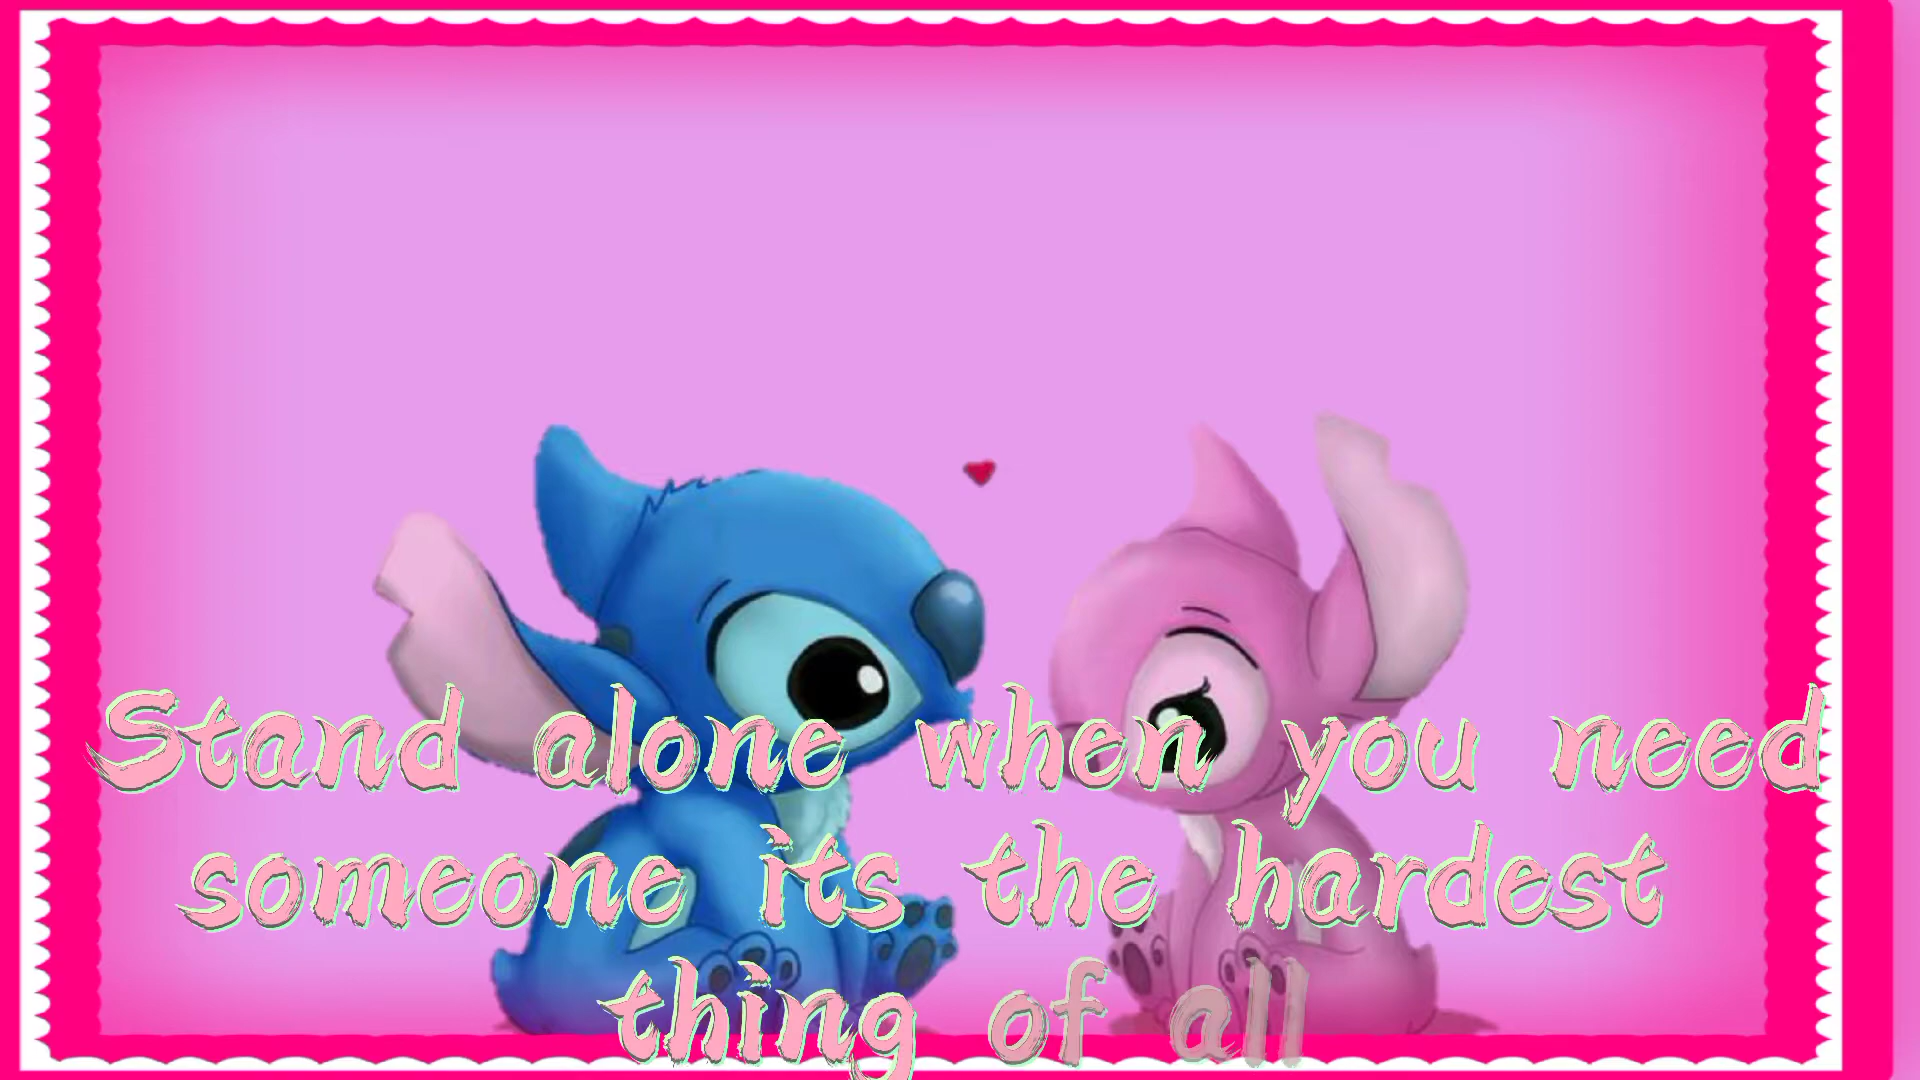 Stand alone when you need
someone its the hardest
thing of all